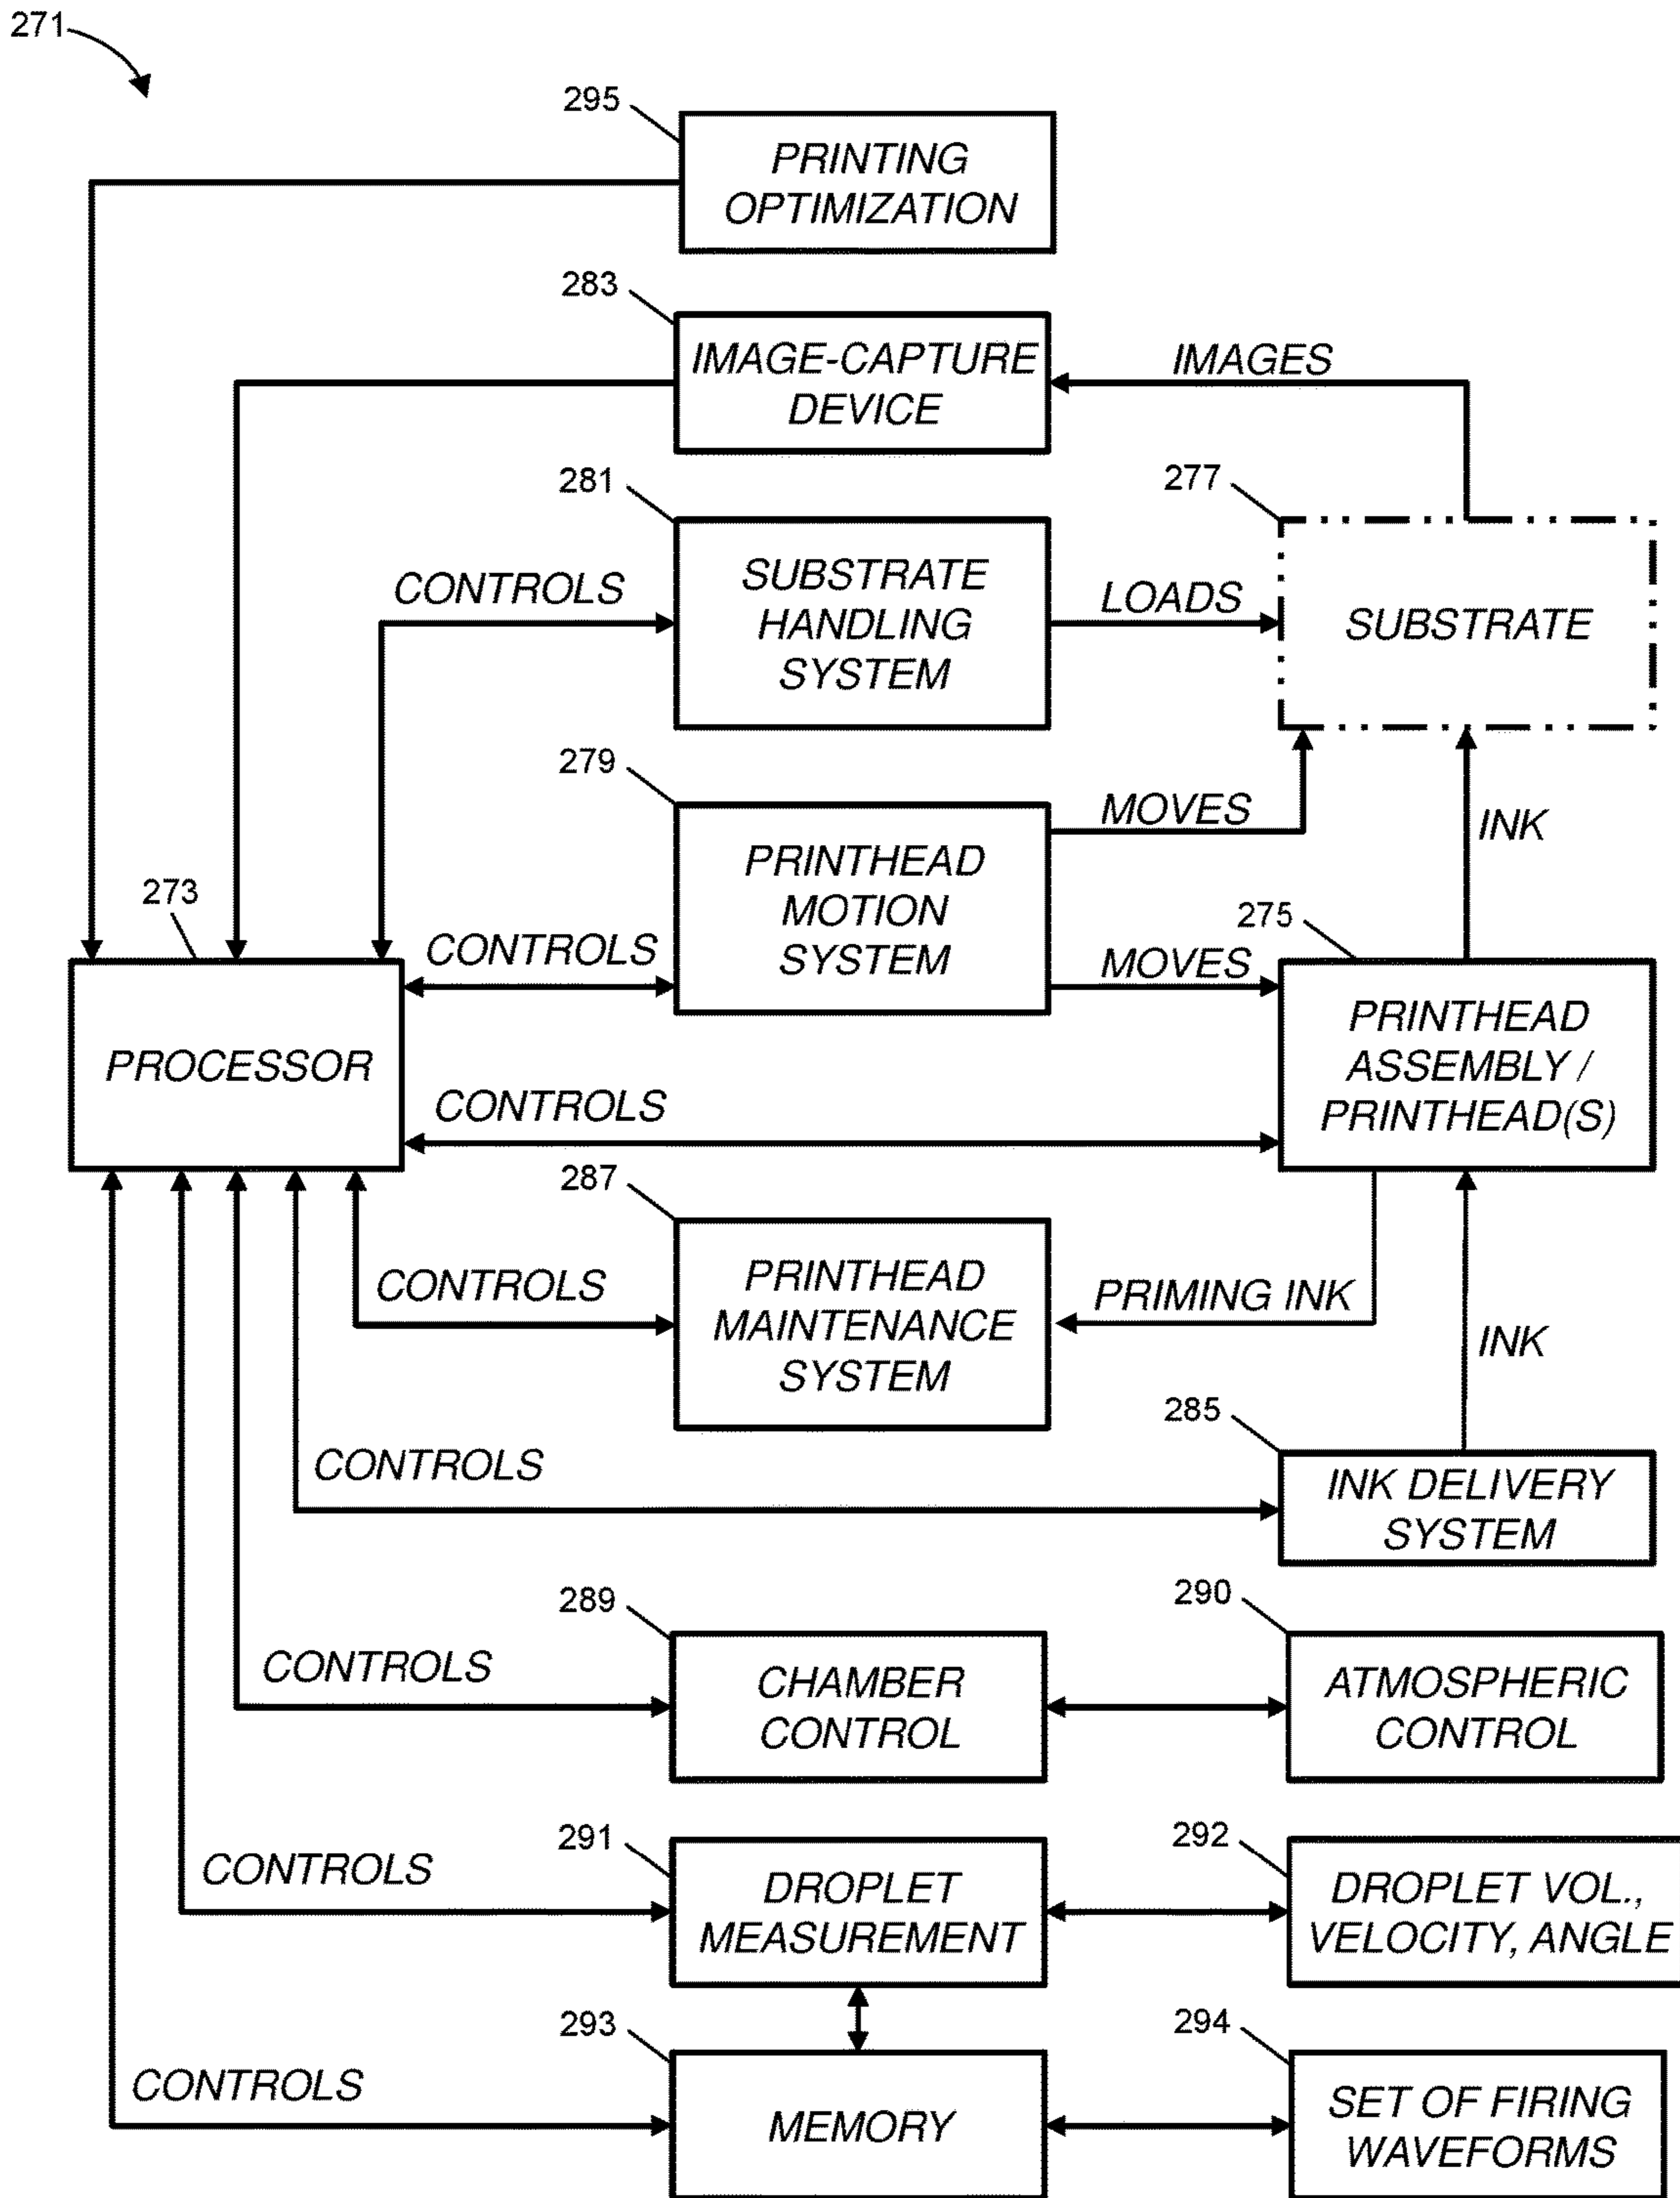 271
295
PRINTING
OPTIMIZATION
283
IMAGE-CAPTURE
DEVICE
IMAGES
281
SUBSTRATE
HANDLING
SYSTEM
CONTROLS
LOADS
277
SUBSTRATE
279
PRINTHEAD
MOTION
SYSTEM
MOVES
MOVES
INK
273
PROCESSOR
CONTROLS
CONTROLS
275
PRINTHEAD
ASSEMBLY /
PRINTHEAD(S)
287
PRINTHEAD
MAINTENANCE
SYSTEM
CONTROLS
PRIMING INK
INK
285
INK DELIVERY
SYSTEM
CONTROLS
289
CHAMBER
CONTROL
CONTROLS
290
ATMOSPHERIC
CONTROL
291
DROPLET
MEASUREMENT
CONTROLS
292
DROPLET VOL.,
VELOCITY, ANGLE
293
MEMORY
CONTROLS
294
SET OF FIRING
WAVEFORMS